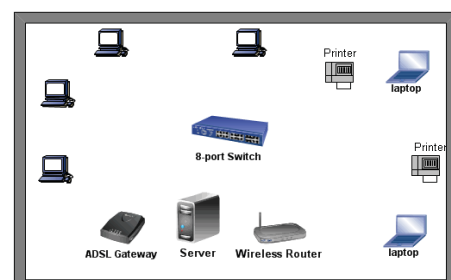 Printer
laptop
Printer
8-port Switch
ADSL Gateway
Server
Wireless Router
laptop